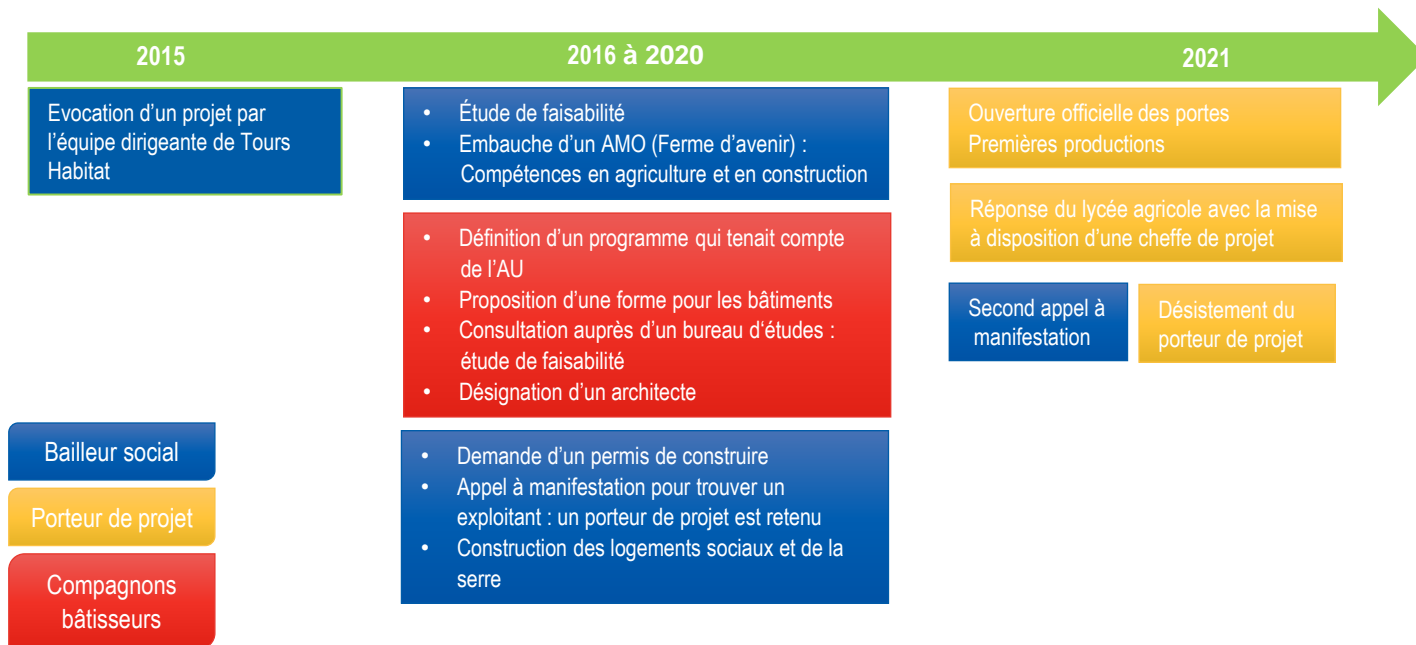 2015
2016 à 2020
2021
Evocation d'un projet par
l'équipe dirigeante de Tours
Habitat
• Étude de faisabilité
• Embauche d'un AMO (Ferme d'avenir) :
Compétences en agriculture et en construction
• Définition d'un programme qui tenait compte
de l'AU
• Proposition d'une forme pour les bâtiments
• Consultation auprès d'un bureau d'études :
étude de faisabilité
• Désignation d'un architecte
• Demande d'un permis de construire
• Appel à manifestation pour trouver un
exploitant : un porteur de projet est retenu
• Construction des logements sociaux et de la
serre
Ouverture officielle des portes
Premières productions
Réponse du lycée agricole avec la mise
à disposition d'une cheffe de projet
Second appel à
manifestation
Désistement du
porteur de projet
Bailleur social
Porteur de projet
Compagnons
bâtisseurs